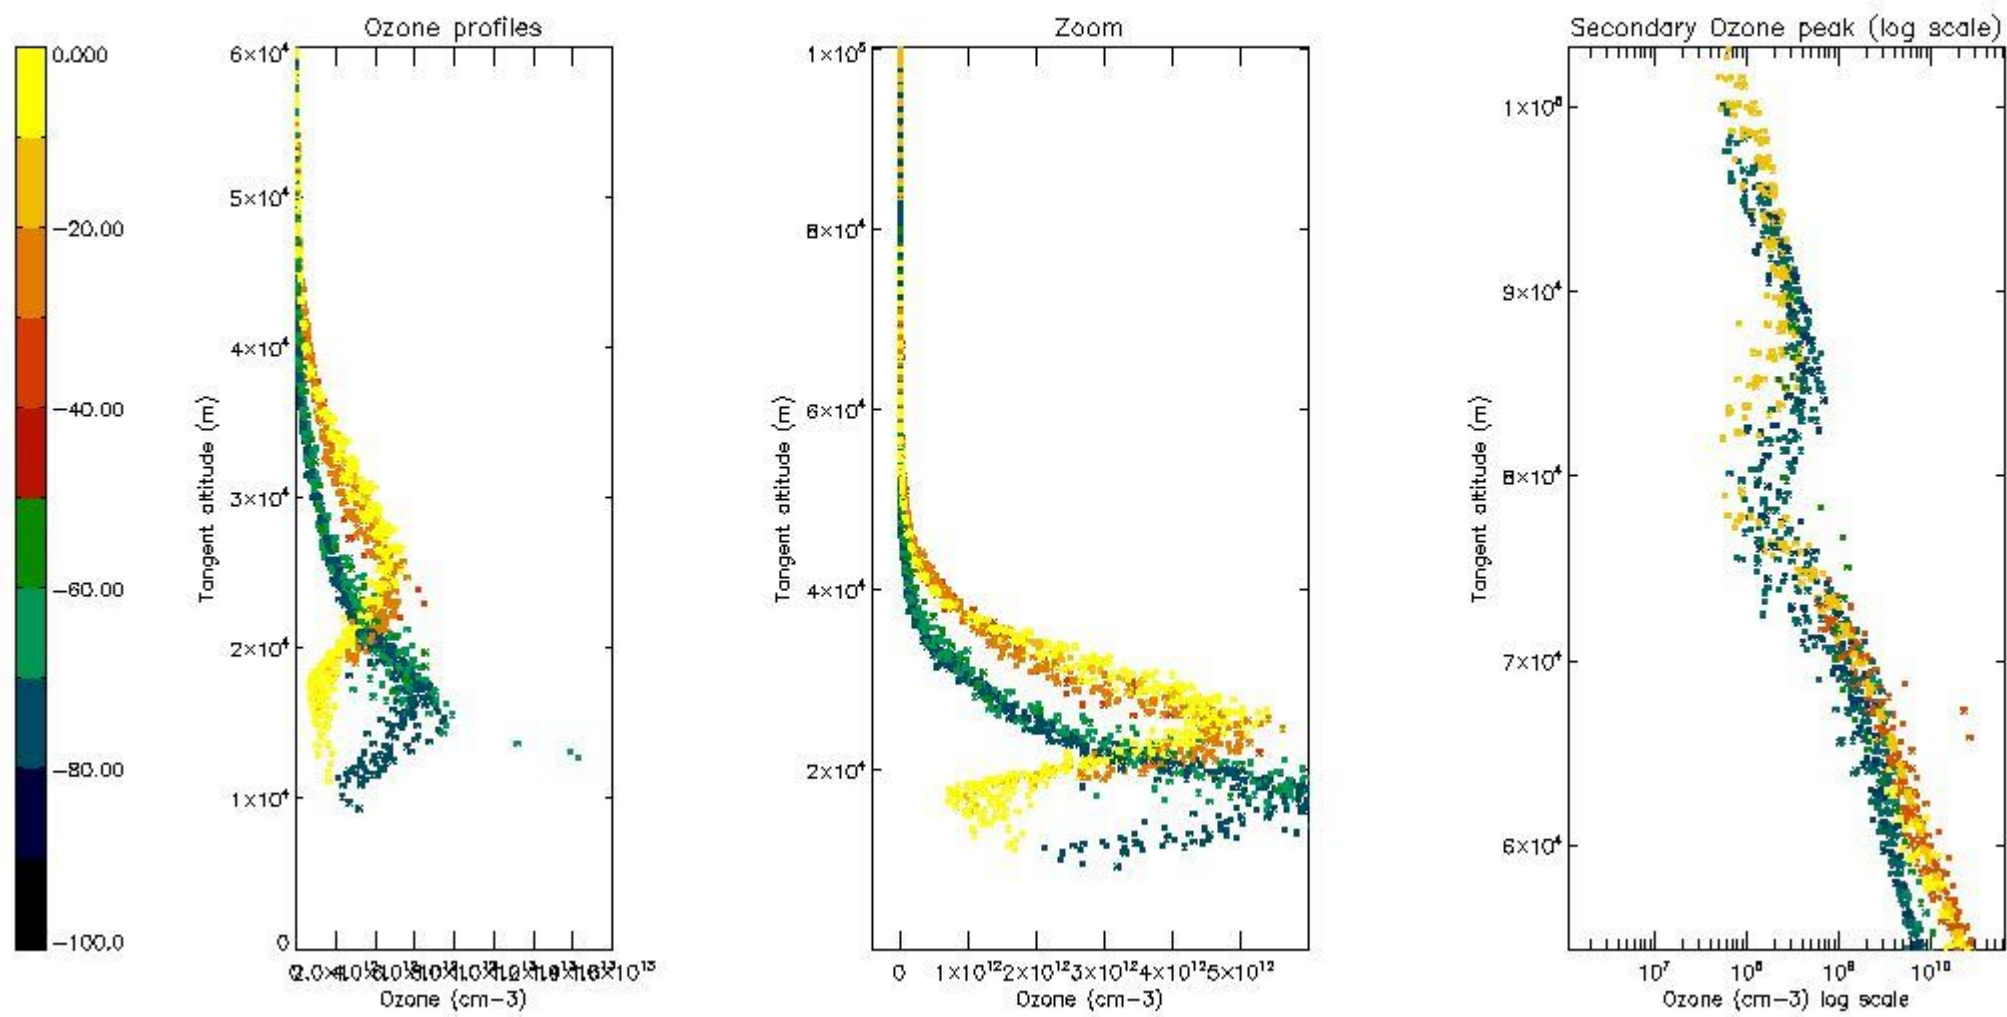 Ozone profiles
Zoom
Secondary Ozone peak (log scale)
0.000
-20.00
-40.00
-60.00
-80.00
-100.0
6×10⁴
5×10⁴
4×10⁴
3×10⁴
2×10⁴
1×10⁴
0
Tangent altitude (m)
Ozone (cm-3)
1×10⁵
8×10⁴
6×10⁴
4×10⁴
2×10⁴
Tangent altitude (m)
0 1×10¹² 2×10¹² 3×10¹² 4×10¹² 5×10¹²
Ozone (cm-3)
9×10⁴
8×10⁴
7×10⁴
6×10⁴
Tangent altitude (m)
10⁷ 10⁸ 10⁹ 10¹⁰
Ozone (cm-3) log scale